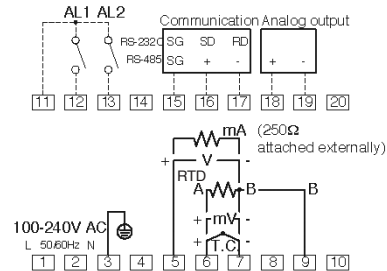 AL1 AL2
Communication Analog output
RS-232C SG SD RD
RS-485 SG + - + -
11 12 13 14 15 16 17 18 19 20
mA (250Ω
attached externally)
+ V -
RTD
A B B
100-240V AC
+ mV -
L 50/60Hz N
T.C.
1 2 3 4 5 6 7 8 9 10